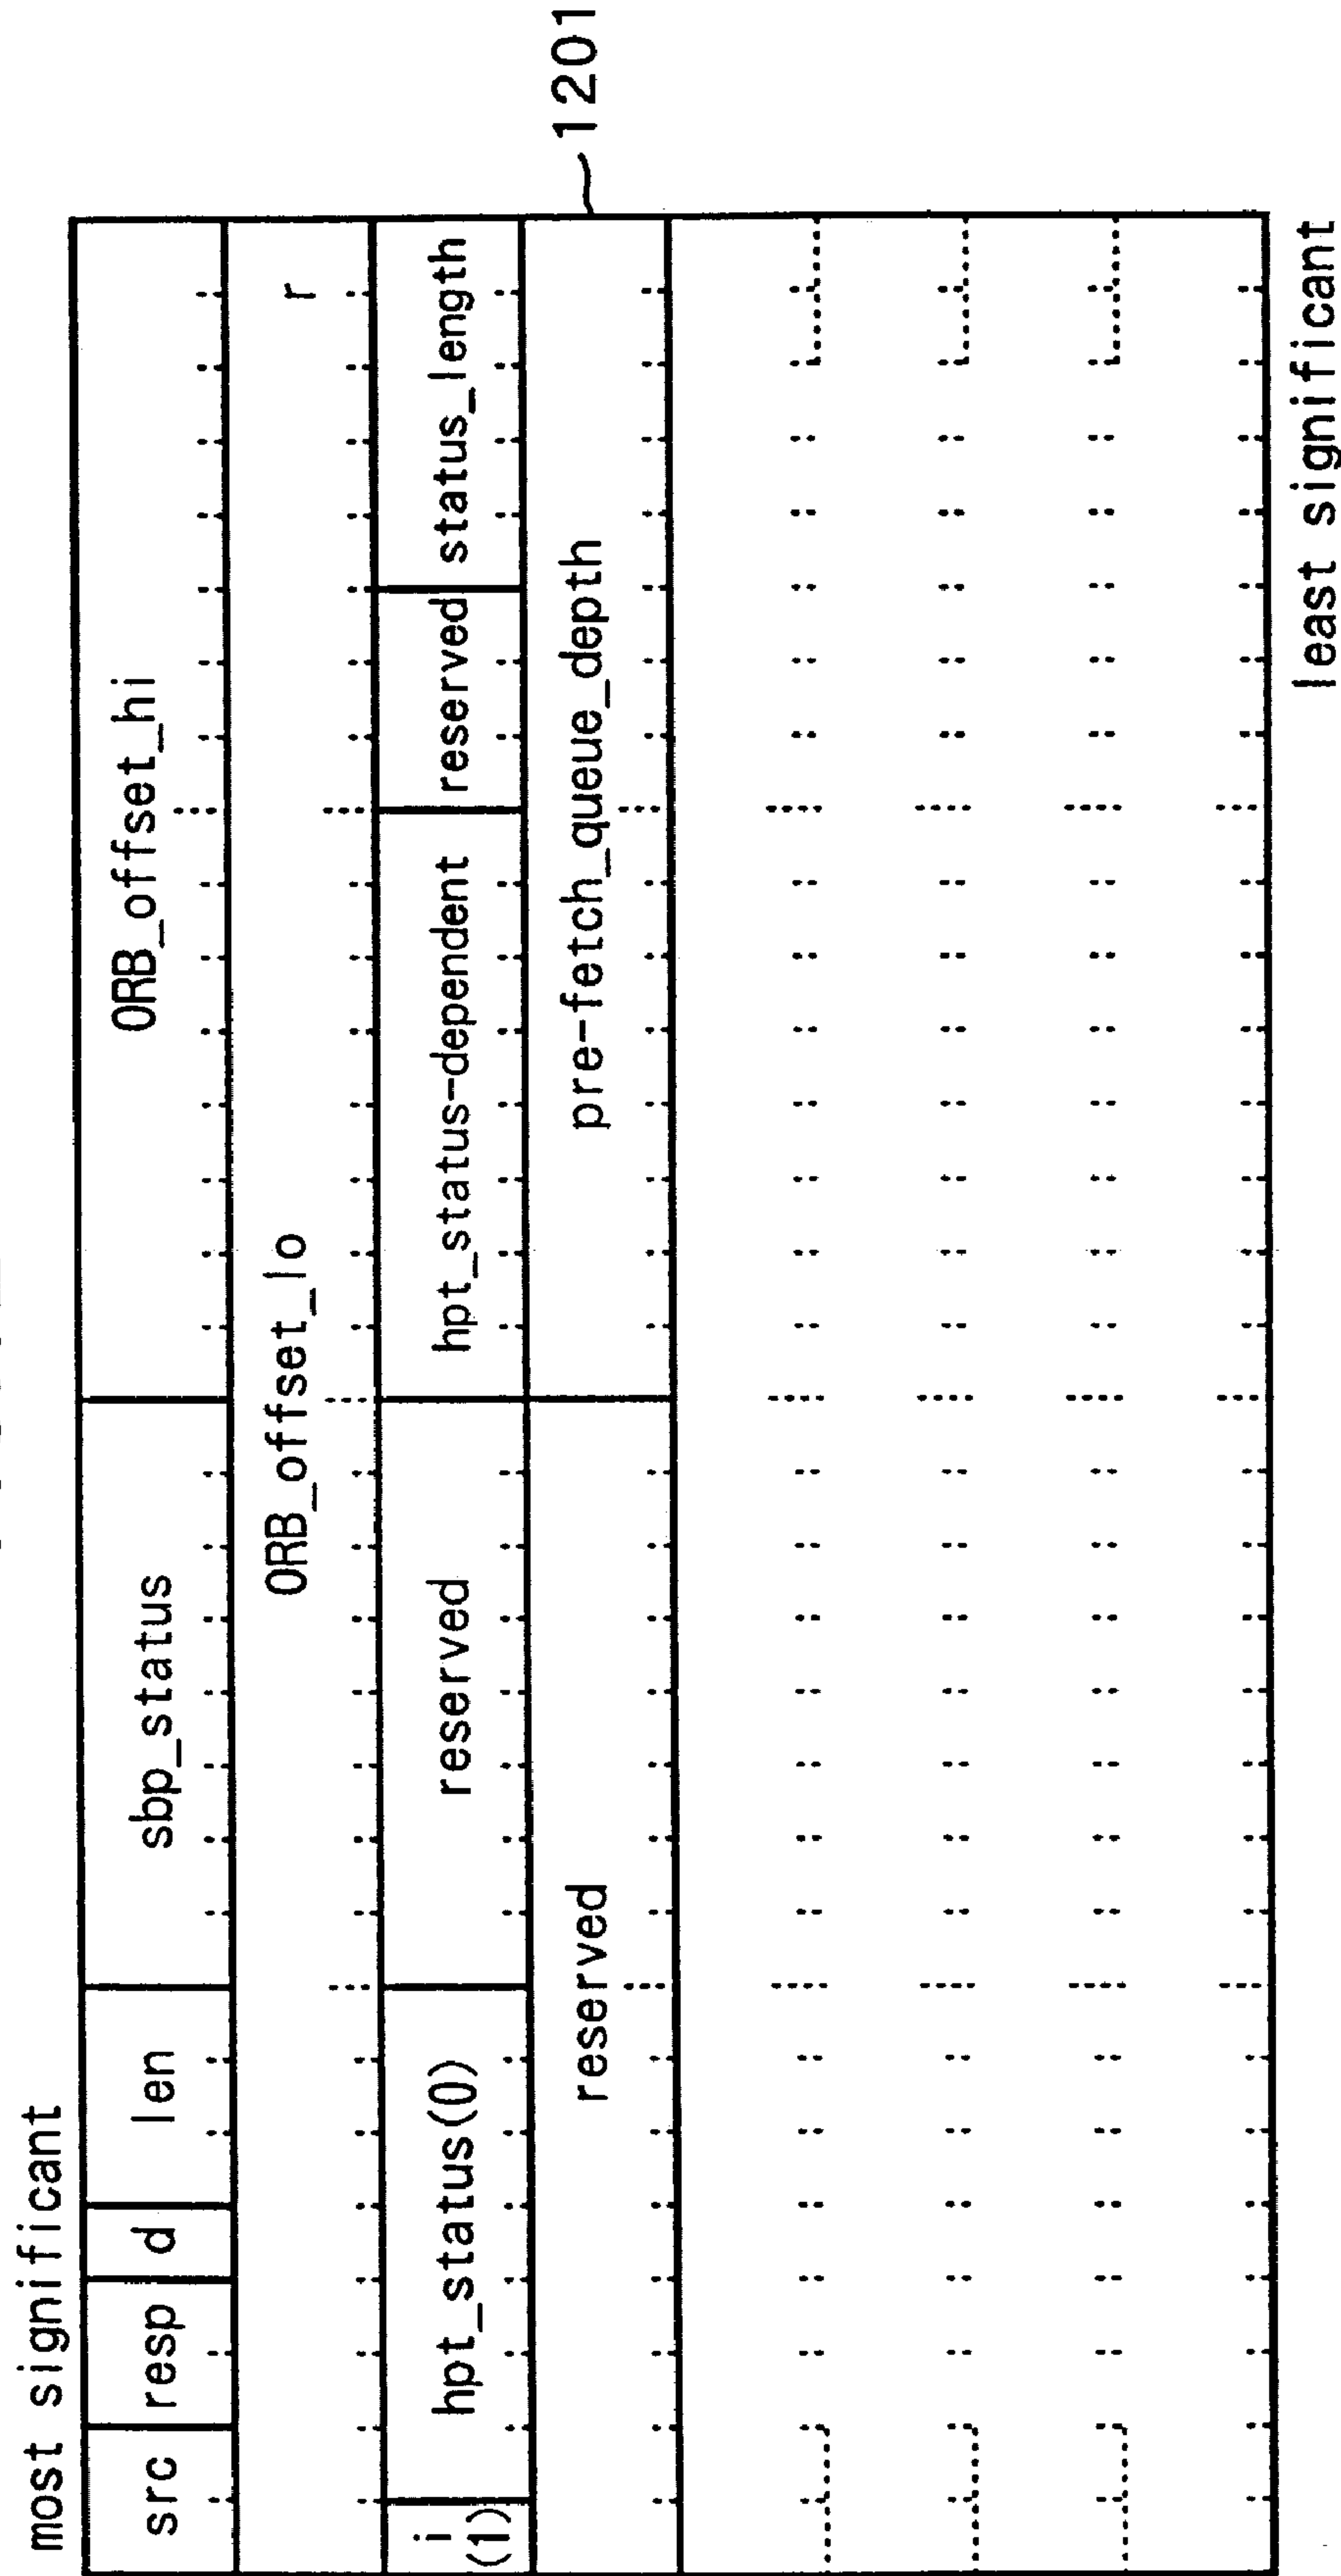 most significant
src resp d len sbp_status ORB_offset_hi
ORB_offset_lo r
i (1) hpt_status(0) reserved hpt_status-dependent reserved status_length
reserved pre-fetch_queue_depth 1201
least significant